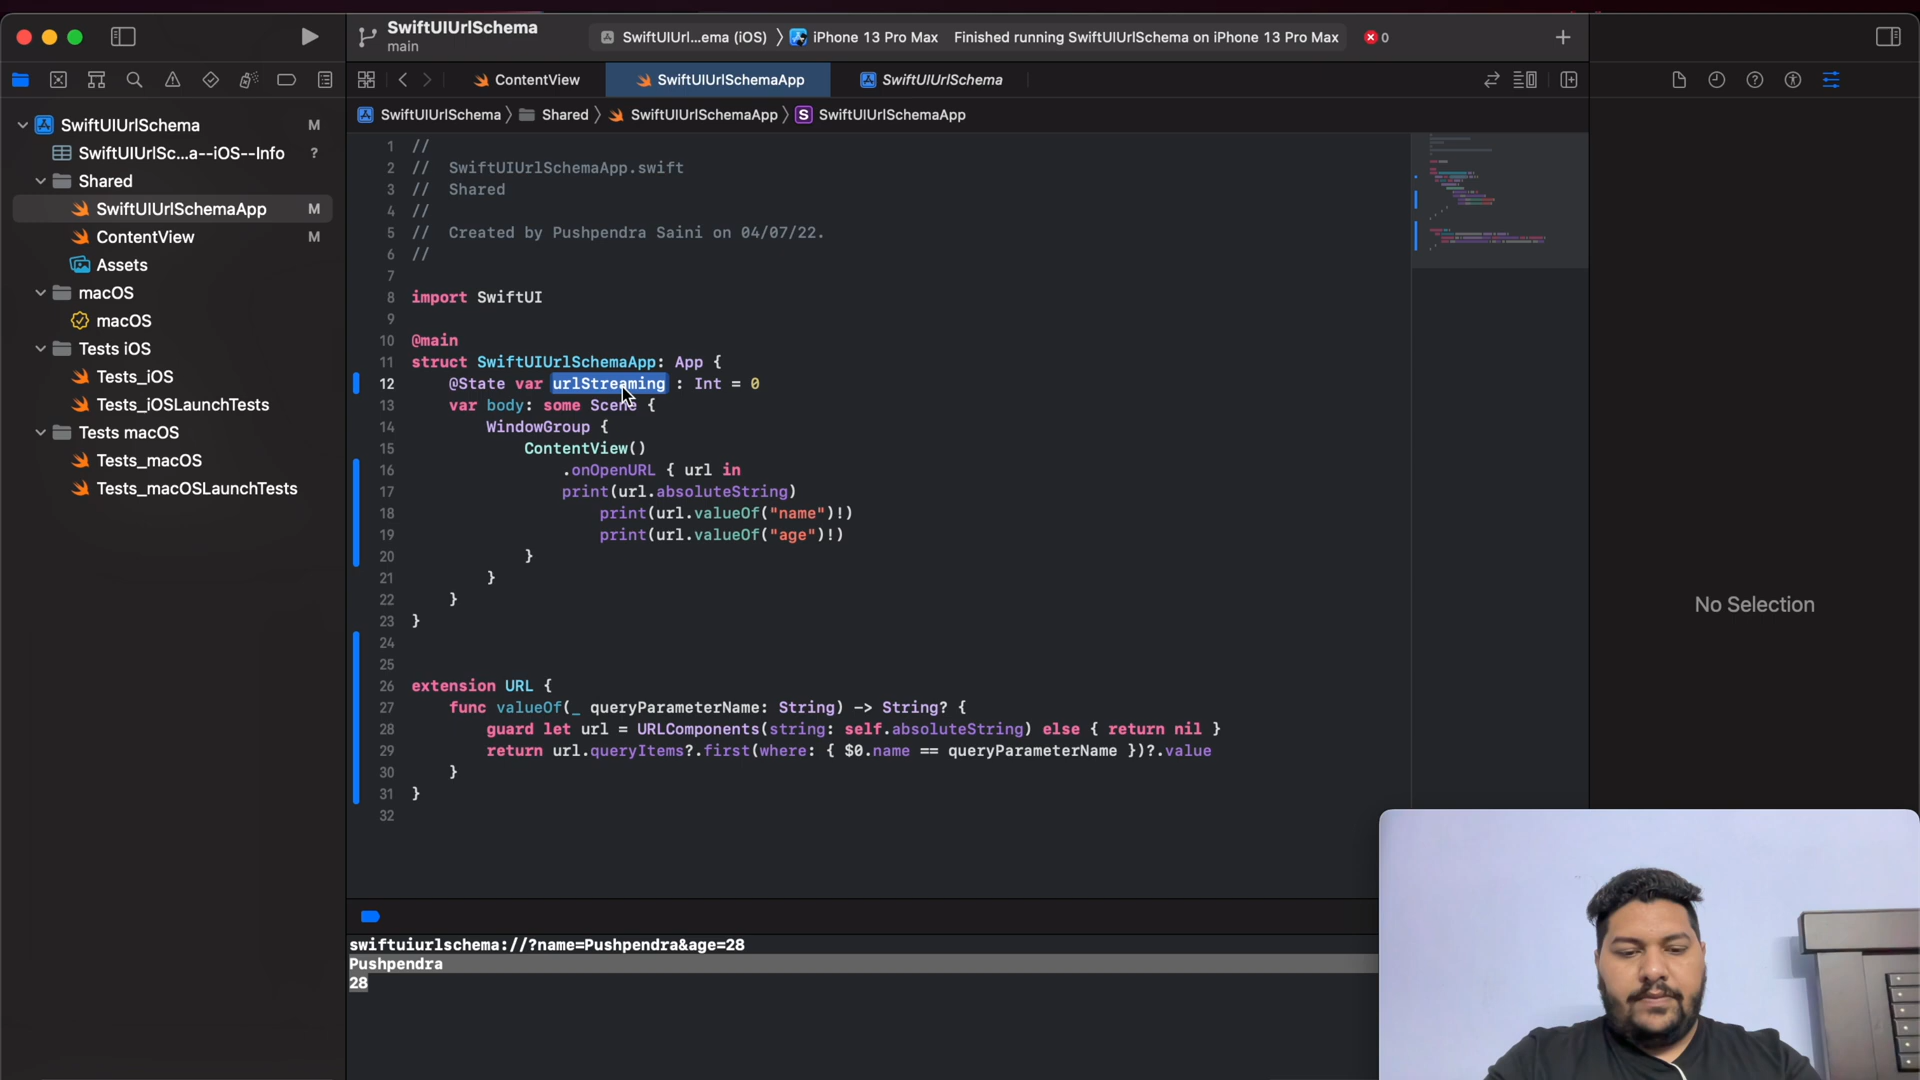 SwiftUIUrlSchema
main
SwiftUIUrl...ema (iOS) 〉 iPhone 13 Pro Max
Finished running SwiftUIUrlSchema on iPhone 13 Pro Max
0
ContentView
SwiftUIUrlSchemaApp
SwiftUIUrlSchema
SwiftUIUrlSchema 〉 Shared 〉 SwiftUIUrlSchemaApp 〉 S SwiftUIUrlSchemaApp
SwiftUIUrlSchema M
SwiftUIUrlSc...a--iOS--Info ?
Shared
SwiftUIUrlSchemaApp M
ContentView M
Assets
macOS
macOS
Tests iOS
Tests_iOS
Tests_iOSLaunchTests
Tests macOS
Tests_macOS
Tests_macOSLaunchTests
1 //
2 //  SwiftUIUrlSchemaApp.swift
3 //  Shared
4 //
5 //  Created by Pushpendra Saini on 04/07/22.
6 //
7
8 import SwiftUI
9
10 @main
11 struct SwiftUIUrlSchemaApp: App {
12     @State var urlStreaming : Int = 0
13     var body: some Scene {
14         WindowGroup {
15             ContentView()
16                 .onOpenURL { url in
17                 print(url.absoluteString)
18                     print(url.valueOf("name")!)
19                     print(url.valueOf("age")!)
20             }
21         }
22     }
23 }
24
25
26 extension URL {
27     func valueOf(_ queryParameterName: String) -> String? {
28         guard let url = URLComponents(string: self.absoluteString) else { return nil }
29         return url.queryItems?.first(where: { $0.name == queryParameterName })?.value
30     }
31 }
32
No Selection
swiftuiurlschema://?name=Pushpendra&age=28
Pushpendra
28